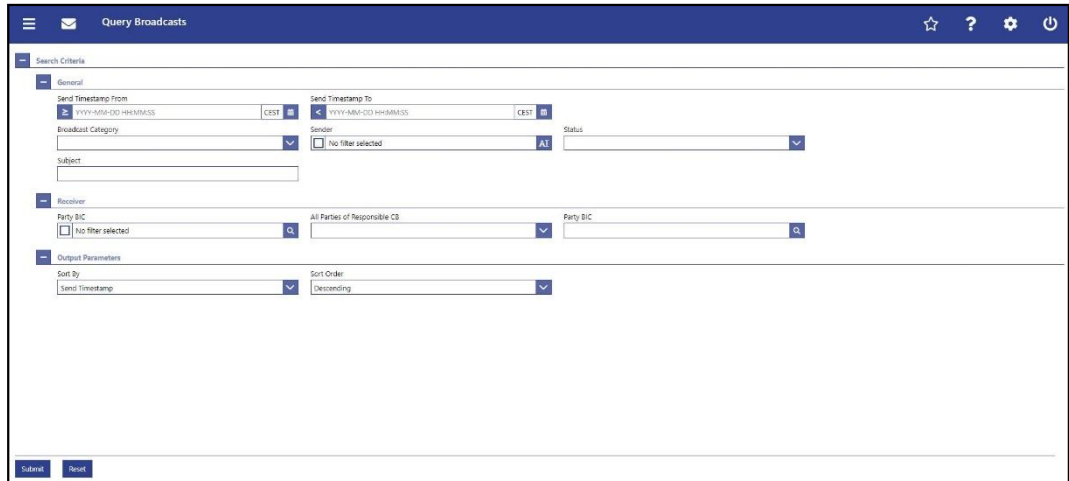 Query Broadcasts
?
Search Criteria
General
Send Timestamp From
Send Timestamp To
≥ YYYY-MM-DD HH:MM:SS CEST
< YYYY-MM-DD HH:MM:SS CEST
Broadcast Category
Sender
Status
No filter selected AI
Subject
Receiver
Party BIC
All Parties of Responsible CB
Party BIC
No filter selected
Output Parameters
Sort By
Sort Order
Send Timestamp
Descending
Submit
Reset